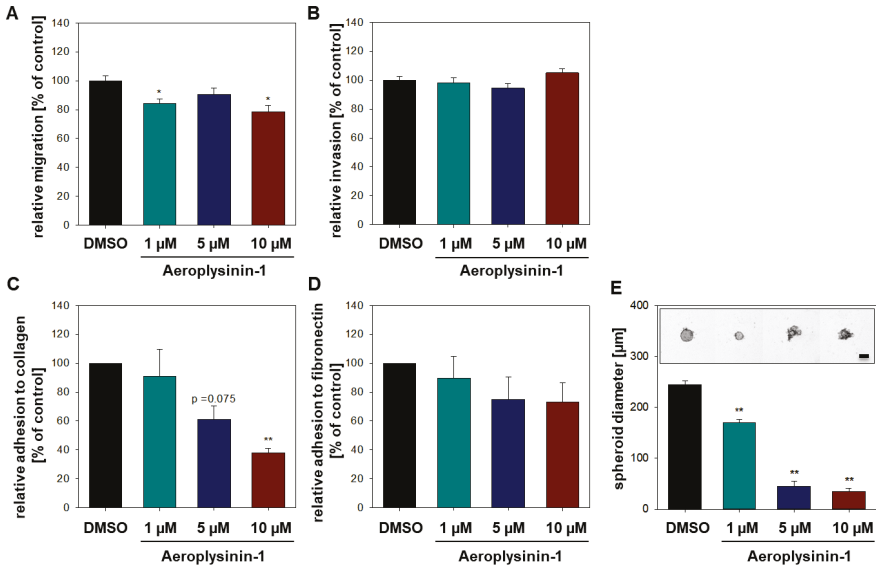 A
relative migration [% of control]
140
120
100
80
60
40
20
0
*
*
DMSO 1 µM 5 µM 10 µM
Aeroplysinin-1
B
relative invasion [% of control]
140
120
100
80
60
40
20
0
DMSO 1 µM 5 µM 10 µM
Aeroplysinin-1
C
relative adhesion to collagen
[% of control]
140
120
100
80
60
40
20
0
p =0.075
**
DMSO 1 µM 5 µM 10 µM
Aeroplysinin-1
D
relative adhesion to fibronectin
[% of control]
140
120
100
80
60
40
20
0
DMSO 1 µM 5 µM 10 µM
Aeroplysinin-1
E
spheroid diameter [µm]
400
300
200
100
0
**
**
**
DMSO 1 µM 5 µM 10 µM
Aeroplysinin-1